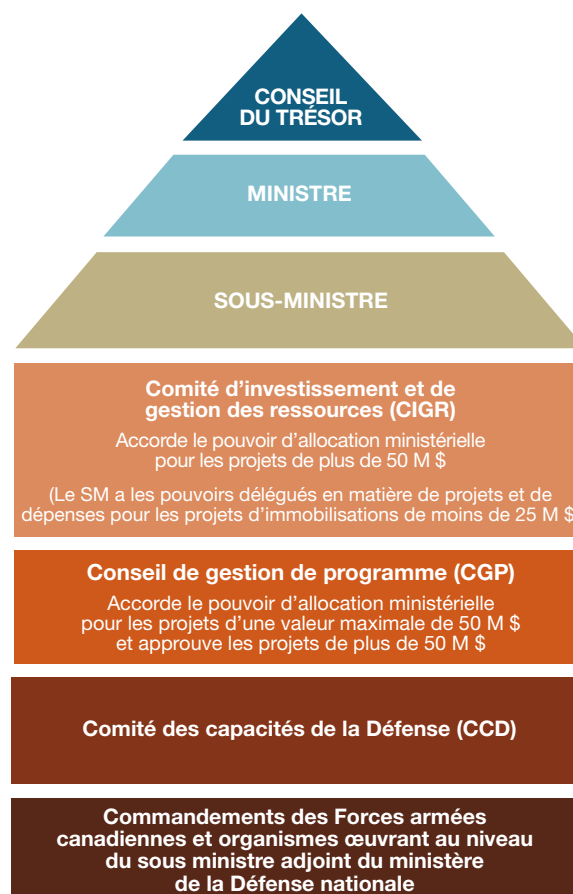 CONSEIL
DU TRÉSOR
MINISTRE
SOUS-MINISTRE
Comité d'investissement et de
gestion des ressources (CIGR)
Accorde le pouvoir d'allocation ministérielle
pour les projets de plus de 50 M $
(Le SM a les pouvoirs délégués en matière de projets et de
dépenses pour les projets d'immobilisations de moins de 25 M $
Conseil de gestion de programme (CGP)
Accorde le pouvoir d'allocation ministérielle
pour les projets d'une valeur maximale de 50 M $
et approuve les projets de plus de 50 M $
Comité des capacités de la Défense (CCD)
Commandements des Forces armées
canadiennes et organismes œuvrant au niveau
du sous ministre adjoint du ministère
de la Défense nationale